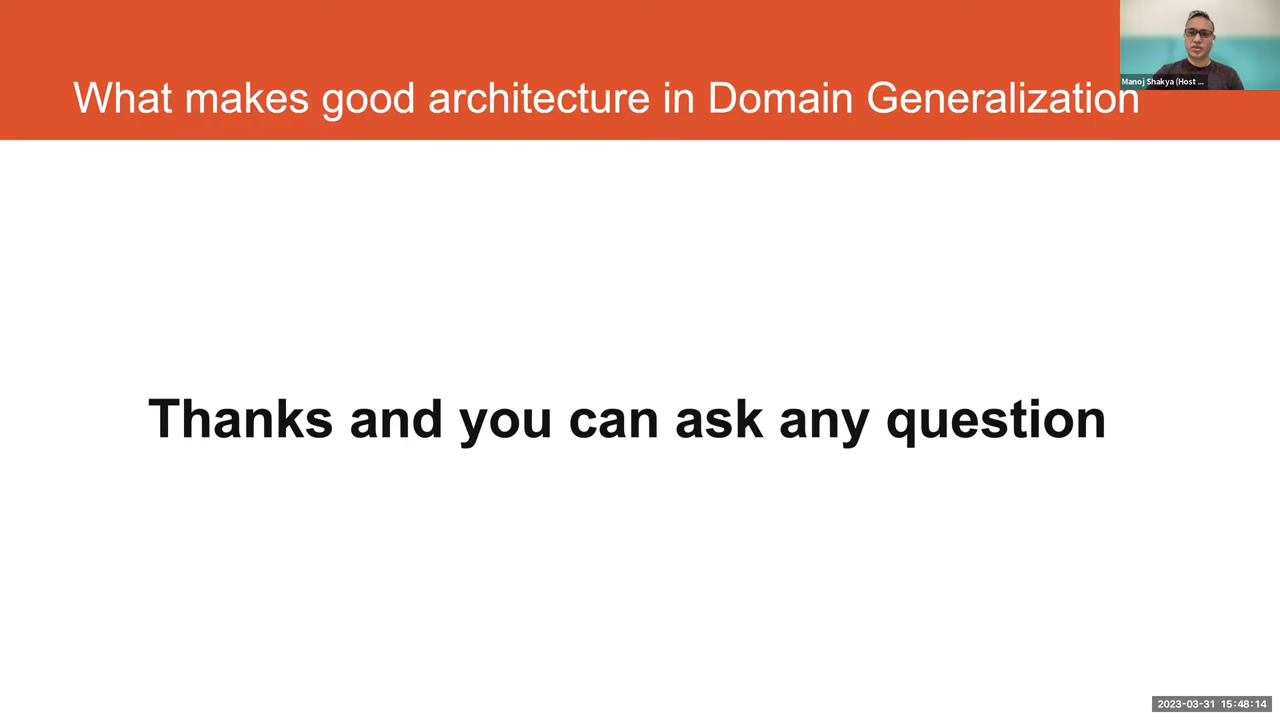 What makes good architecture in Domain Generalization
Manoj Shakya (Host ...
Thanks and you can ask any question
2023-03-31 15:48:14